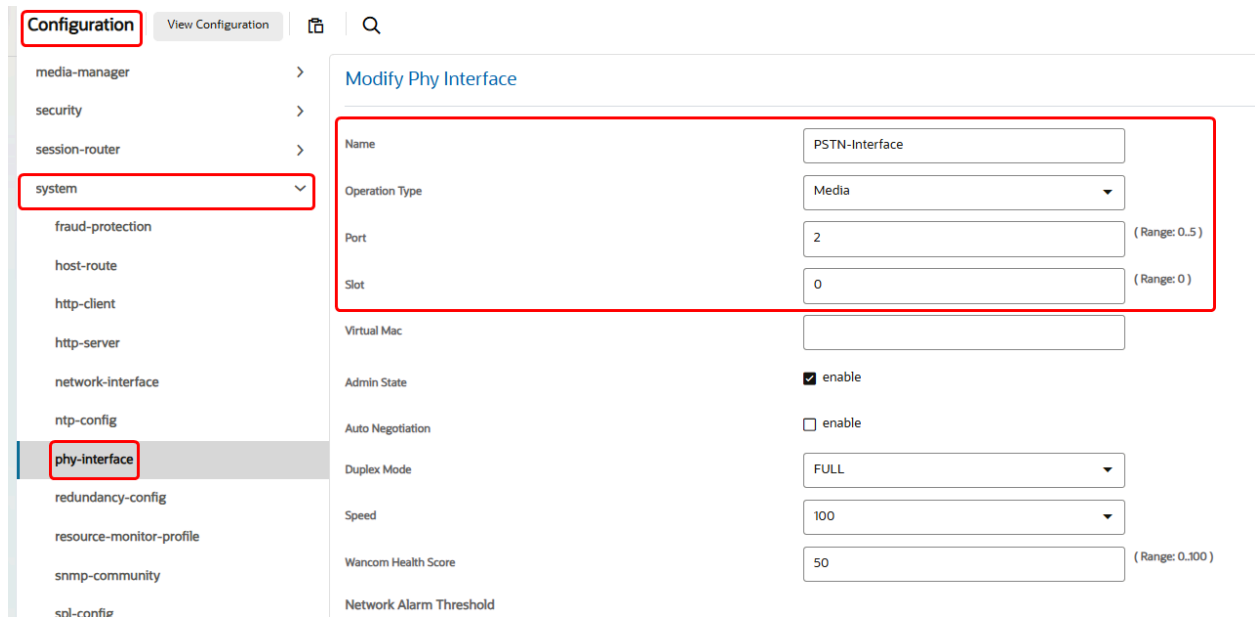 Configuration
View Configuration
media-manager
security
session-router
system
fraud-protection
host-route
http-client
http-server
network-interface
ntp-config
phy-interface
redundancy-config
resource-monitor-profile
snmp-community
spl-config
Modify Phy Interface
Name PSTN-Interface
Operation Type Media
Port 2 ( Range: 0..5 )
Slot 0 ( Range: 0 )
Virtual Mac
Admin State enable
Auto Negotiation enable
Duplex Mode FULL
Speed 100
Wancom Health Score 50 ( Range: 0..100 )
Network Alarm Threshold